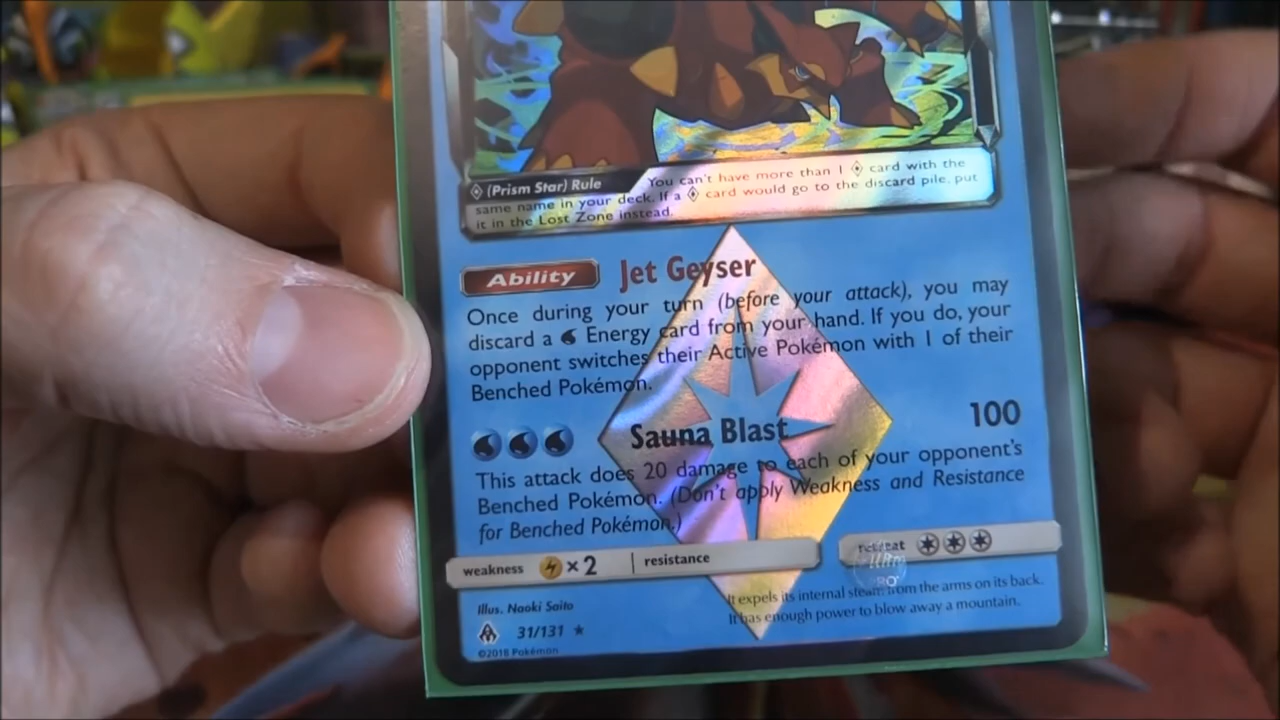 ◇ (Prism Star) Rule You can't have more than 1 ◇ card with the
same name in your deck. If a ◇ card would go to the discard pile, put
it in the Lost Zone instead.
Ability Jet Geyser
Once during your turn (before your attack), you may
discard a Energy card from your hand. If you do, your
opponent switches their Active Pokémon with 1 of their
Benched Pokémon.
Sauna Blast 100
This attack does 20 damage to each of your opponent's
Benched Pokémon. (Don't apply Weakness and Resistance
for Benched Pokémon.)
weakness ×2 resistance retreat
Ultra
PRO
It expels its internal steam from the arms on its back.
It has enough power to blow away a mountain.
Illus. Naoki Saito
31/131 ★
©2018 Pokémon